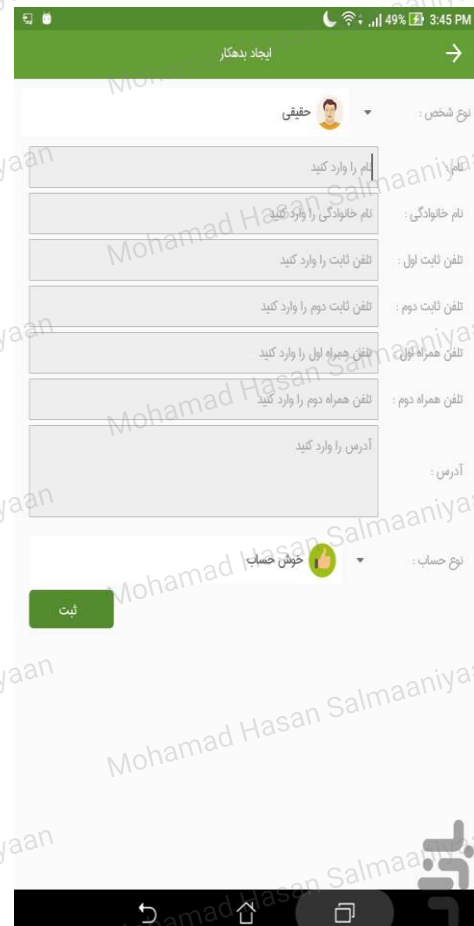 49% 3:45 PM
ایجاد بدهکار
نوع شخص : حقیقی
نام : نام را وارد کنید
نام خانوادگی : نام خانوادگی را وارد کنید
تلفن ثابت اول : تلفن ثابت را وارد کنید
تلفن ثابت دوم : تلفن ثابت دوم را وارد کنید
تلفن همراه اول : تلفن همراه اول را وارد کنید
تلفن همراه دوم : تلفن همراه دوم را وارد کنید
آدرس : آدرس را وارد کنید
نوع حساب : خوش حساب
ثبت
Mohamad Hasan Salmaaniyaan
بازار